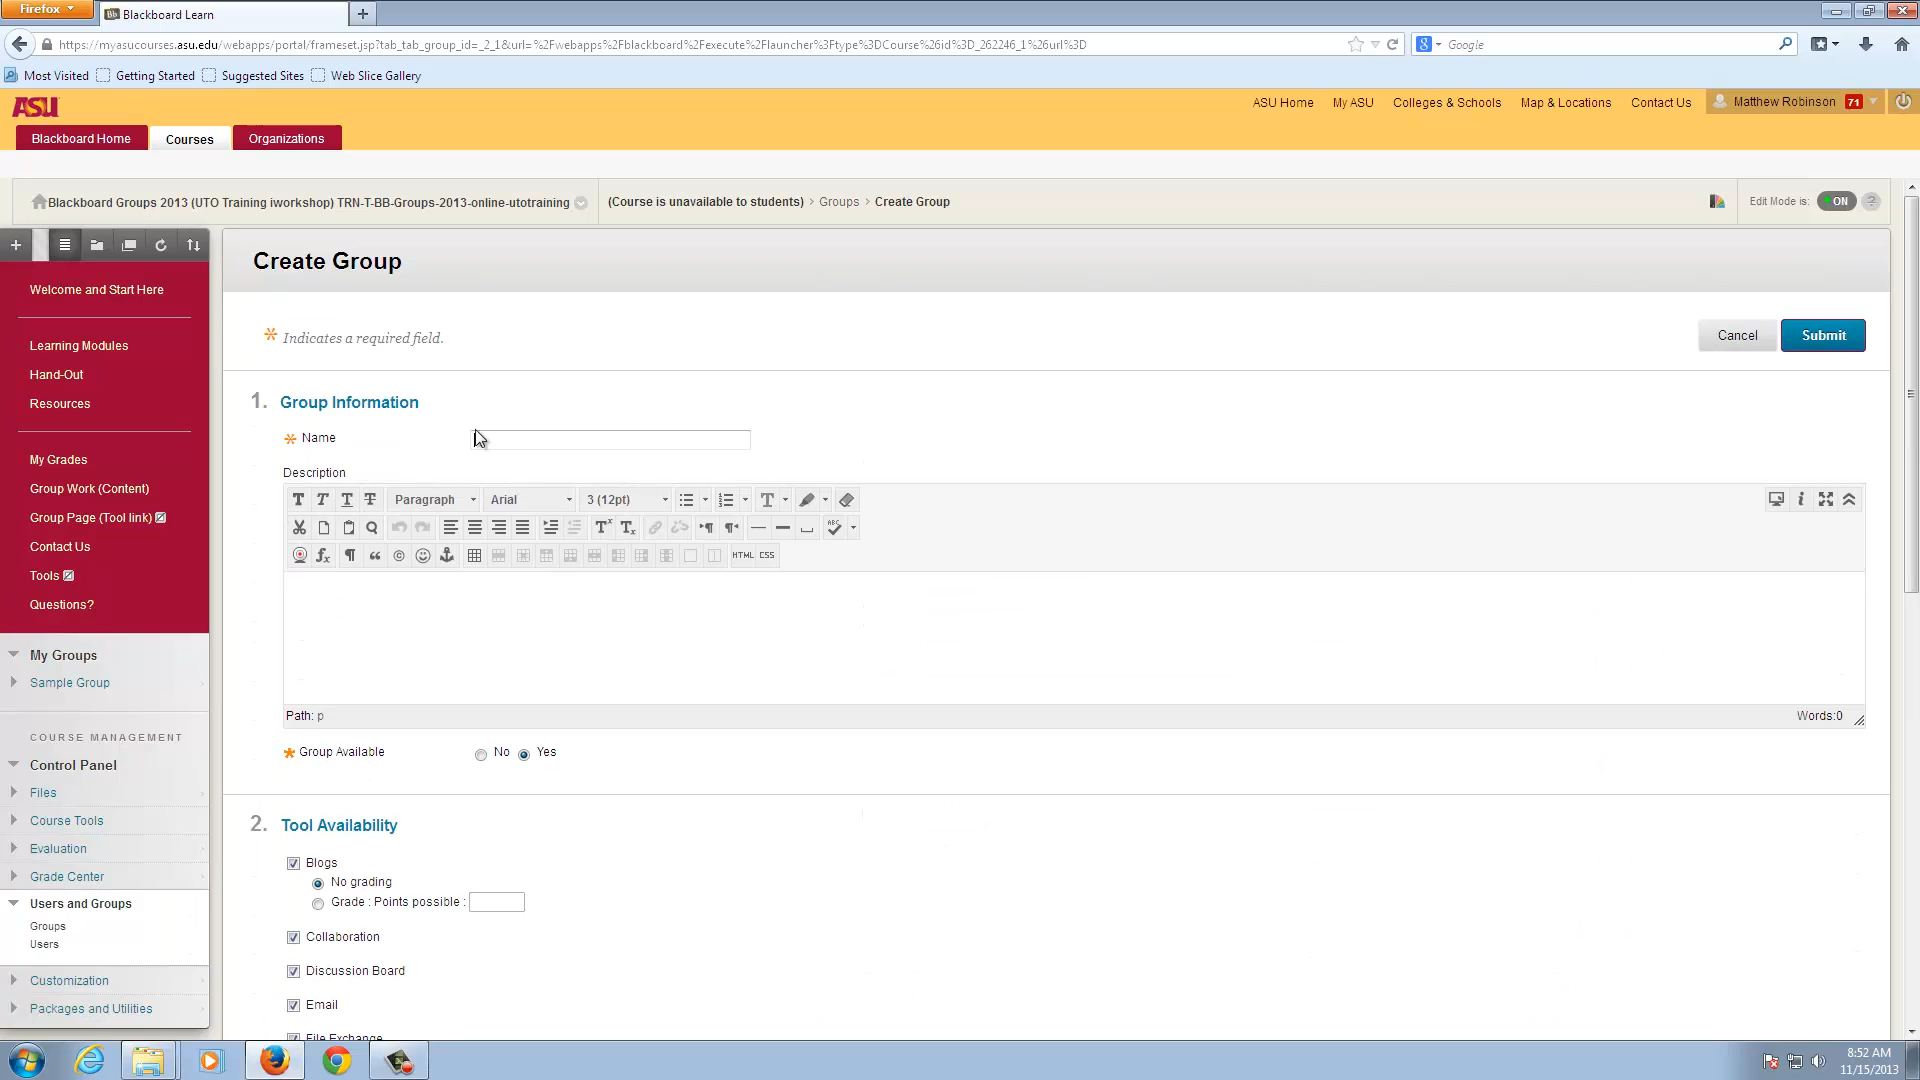 Firefox
Blackboard Learn
https://myasucourses.asu.edu/webapps/portal/frameset.jsp?tab_tab_group_id=_2_1&url=%2Fwebapps%2Fblackboard%2Fexecute%2Flauncher%3Ftype%3DCourse%26id%3D_262246_1%26url%3D
Google
Most Visited Getting Started Suggested Sites Web Slice Gallery
ASU
ASU Home My ASU Colleges & Schools Map & Locations Contact Us Matthew Robinson 71
Blackboard Home Courses Organizations
Blackboard Groups 2013 (UTO Training iworkshop) TRN-T-BB-Groups-2013-online-utotraining (Course is unavailable to students) > Groups > Create Group Edit Mode is: ON
Create Group
Welcome and Start Here
Indicates a required field.
Cancel Submit
Learning Modules
Hand-Out
Resources
My Grades
Group Work (Content)
Group Page (Tool link)
Contact Us
Tools
Questions?
My Groups
Sample Group
COURSE MANAGEMENT
Control Panel
Files
Course Tools
Evaluation
Grade Center
Users and Groups
Groups
Users
Customization
Packages and Utilities
1. Group Information
Name
Description
Paragraph Arial 3 (12pt)
HTML CSS
Path: p Words:0
Group Available No Yes
2. Tool Availability
Blogs
No grading
Grade : Points possible :
Collaboration
Discussion Board
Email
File Exchange
8:52 AM
11/15/2013